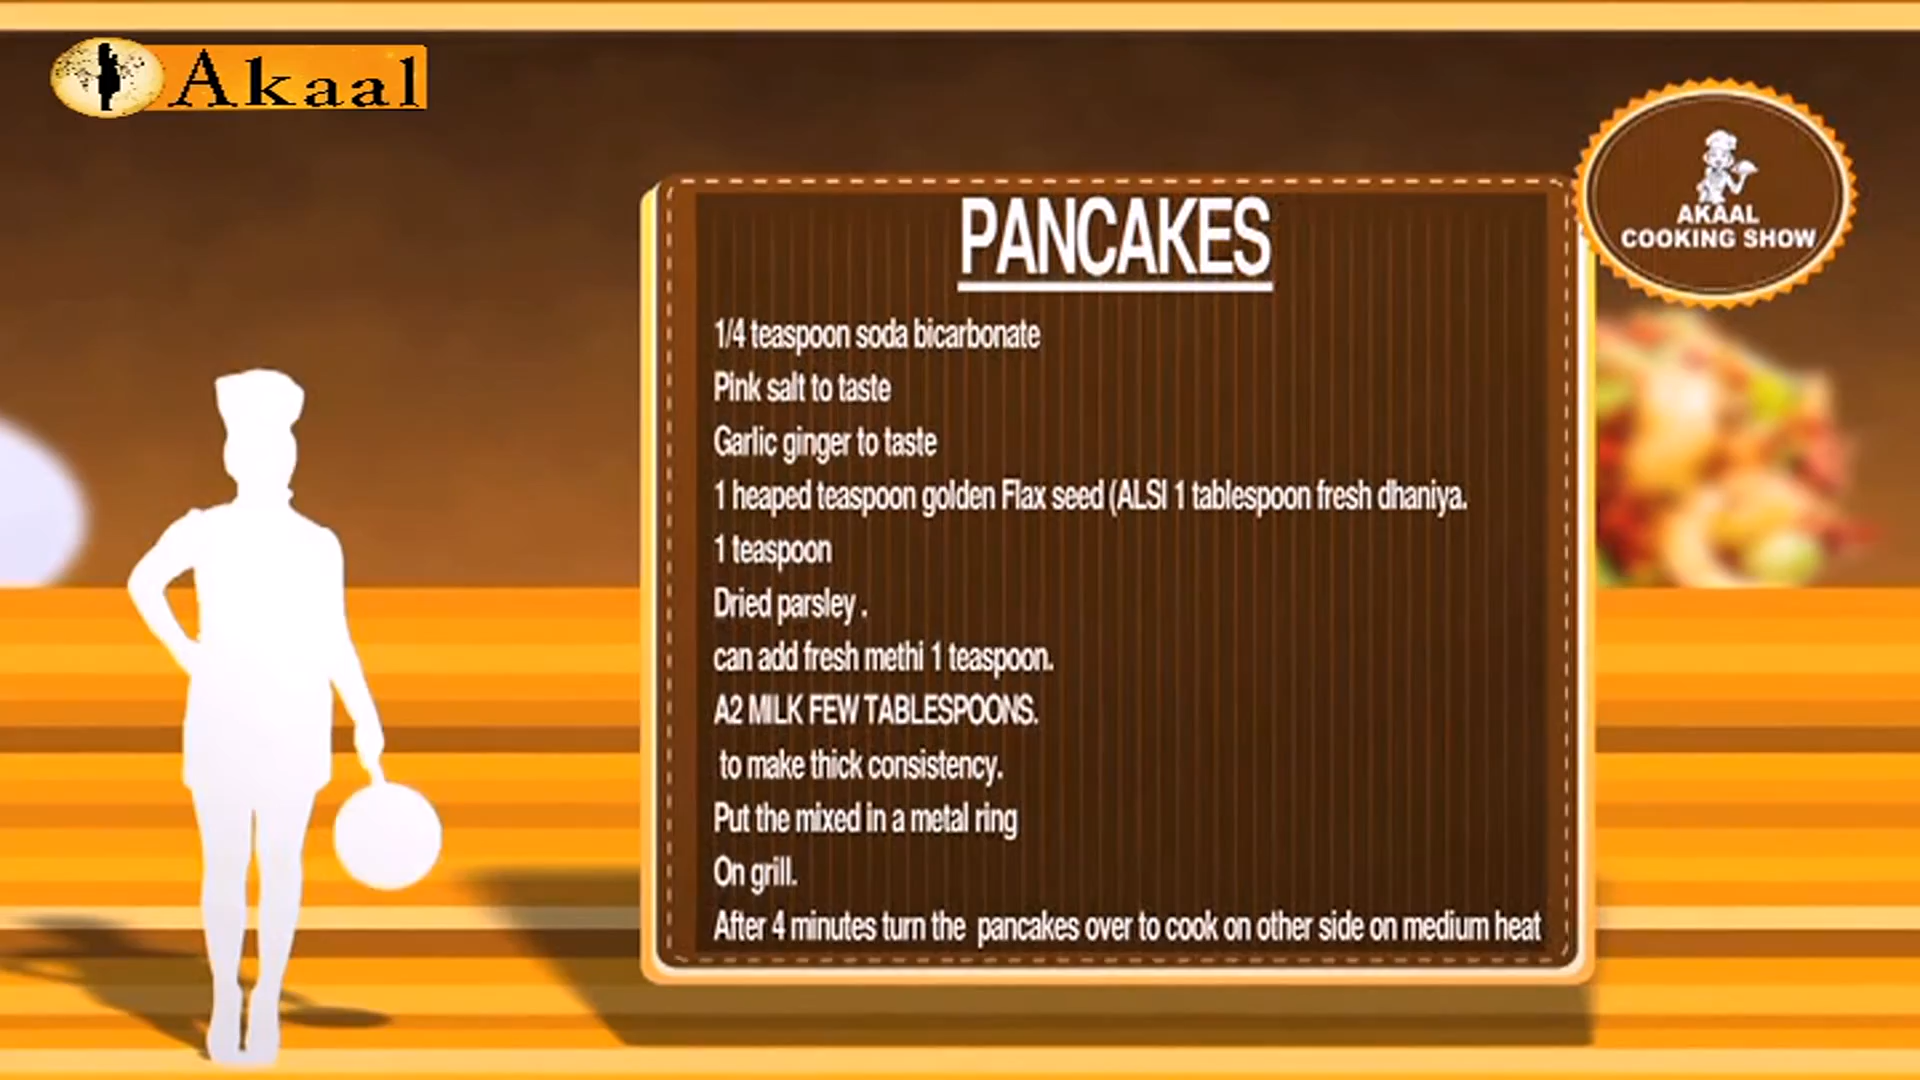 Akaal
AKAAL
COOKING SHOW
PANCAKES
1/4 teaspoon soda bicarbonate
Pink salt to taste
Garlic ginger to taste
1 heaped teaspoon golden Flax seed (ALSI 1 tablespoon fresh dhaniya.
1 teaspoon
Dried parsley .
can add fresh methi 1 teaspoon.
A2 MILK FEW TABLESPOONS.
to make thick consistency.
Put the mixed in a metal ring
On grill.
After 4 minutes turn the pancakes over to cook on other side on medium heat